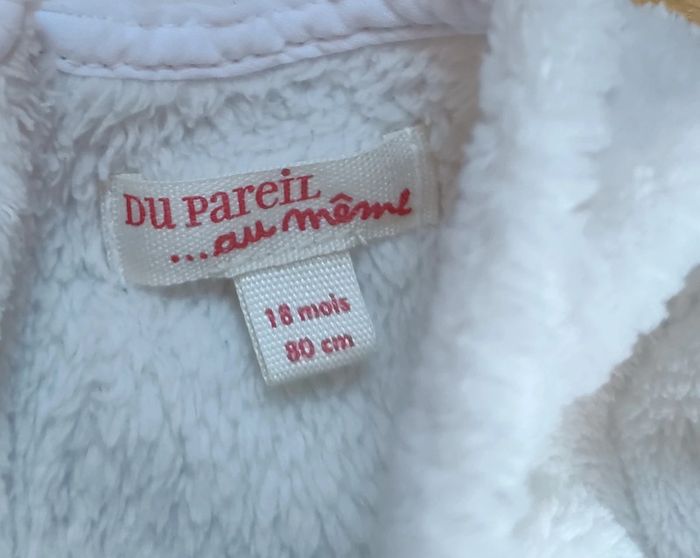 DU PareiL
...au même
18 mois
80 cm